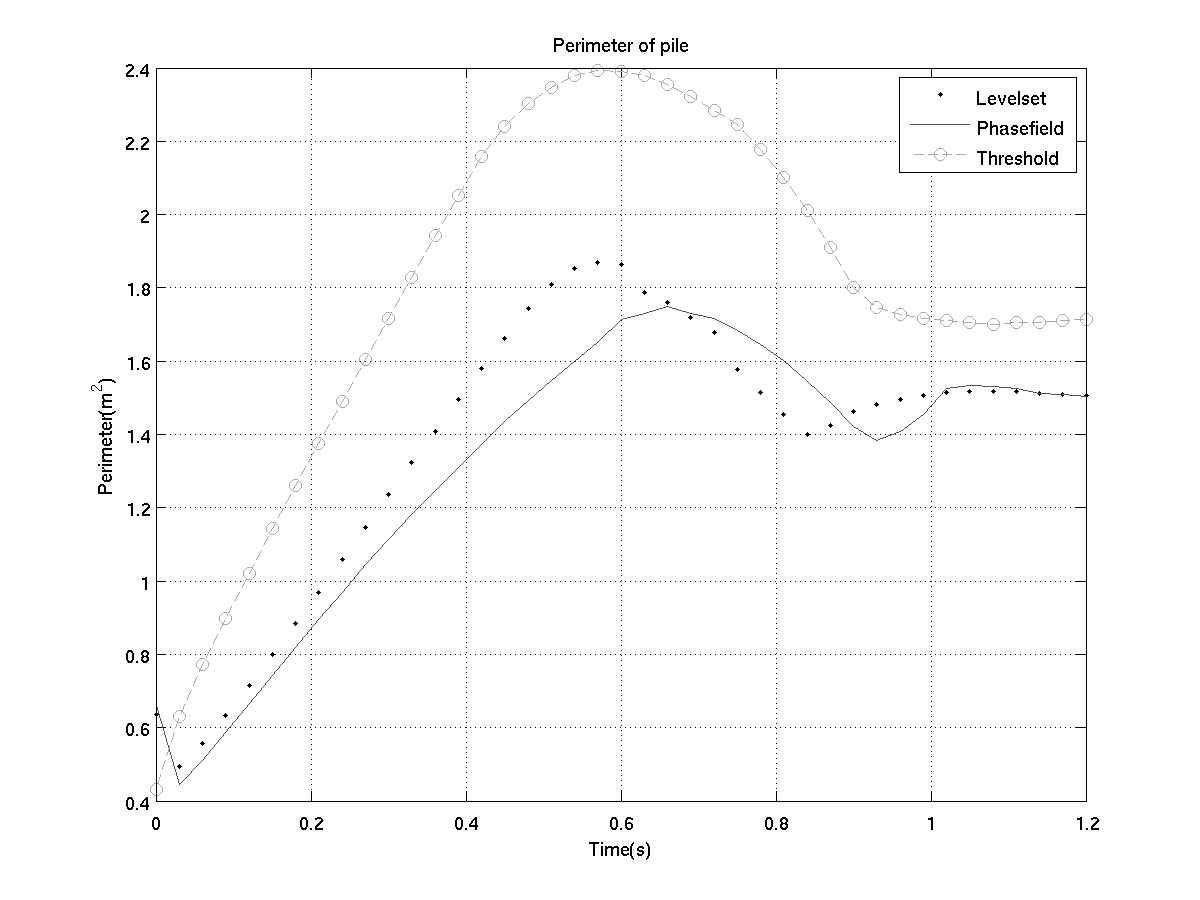 Perimeter of pile
Levelset
Phasefield
Threshold
2.4
2.2
2
1.8
1.6
1.4
1.2
1
0.8
0.6
0.4
Perimeter(m²)
0 0.2 0.4 0.6 0.8 1 1.2
Time(s)